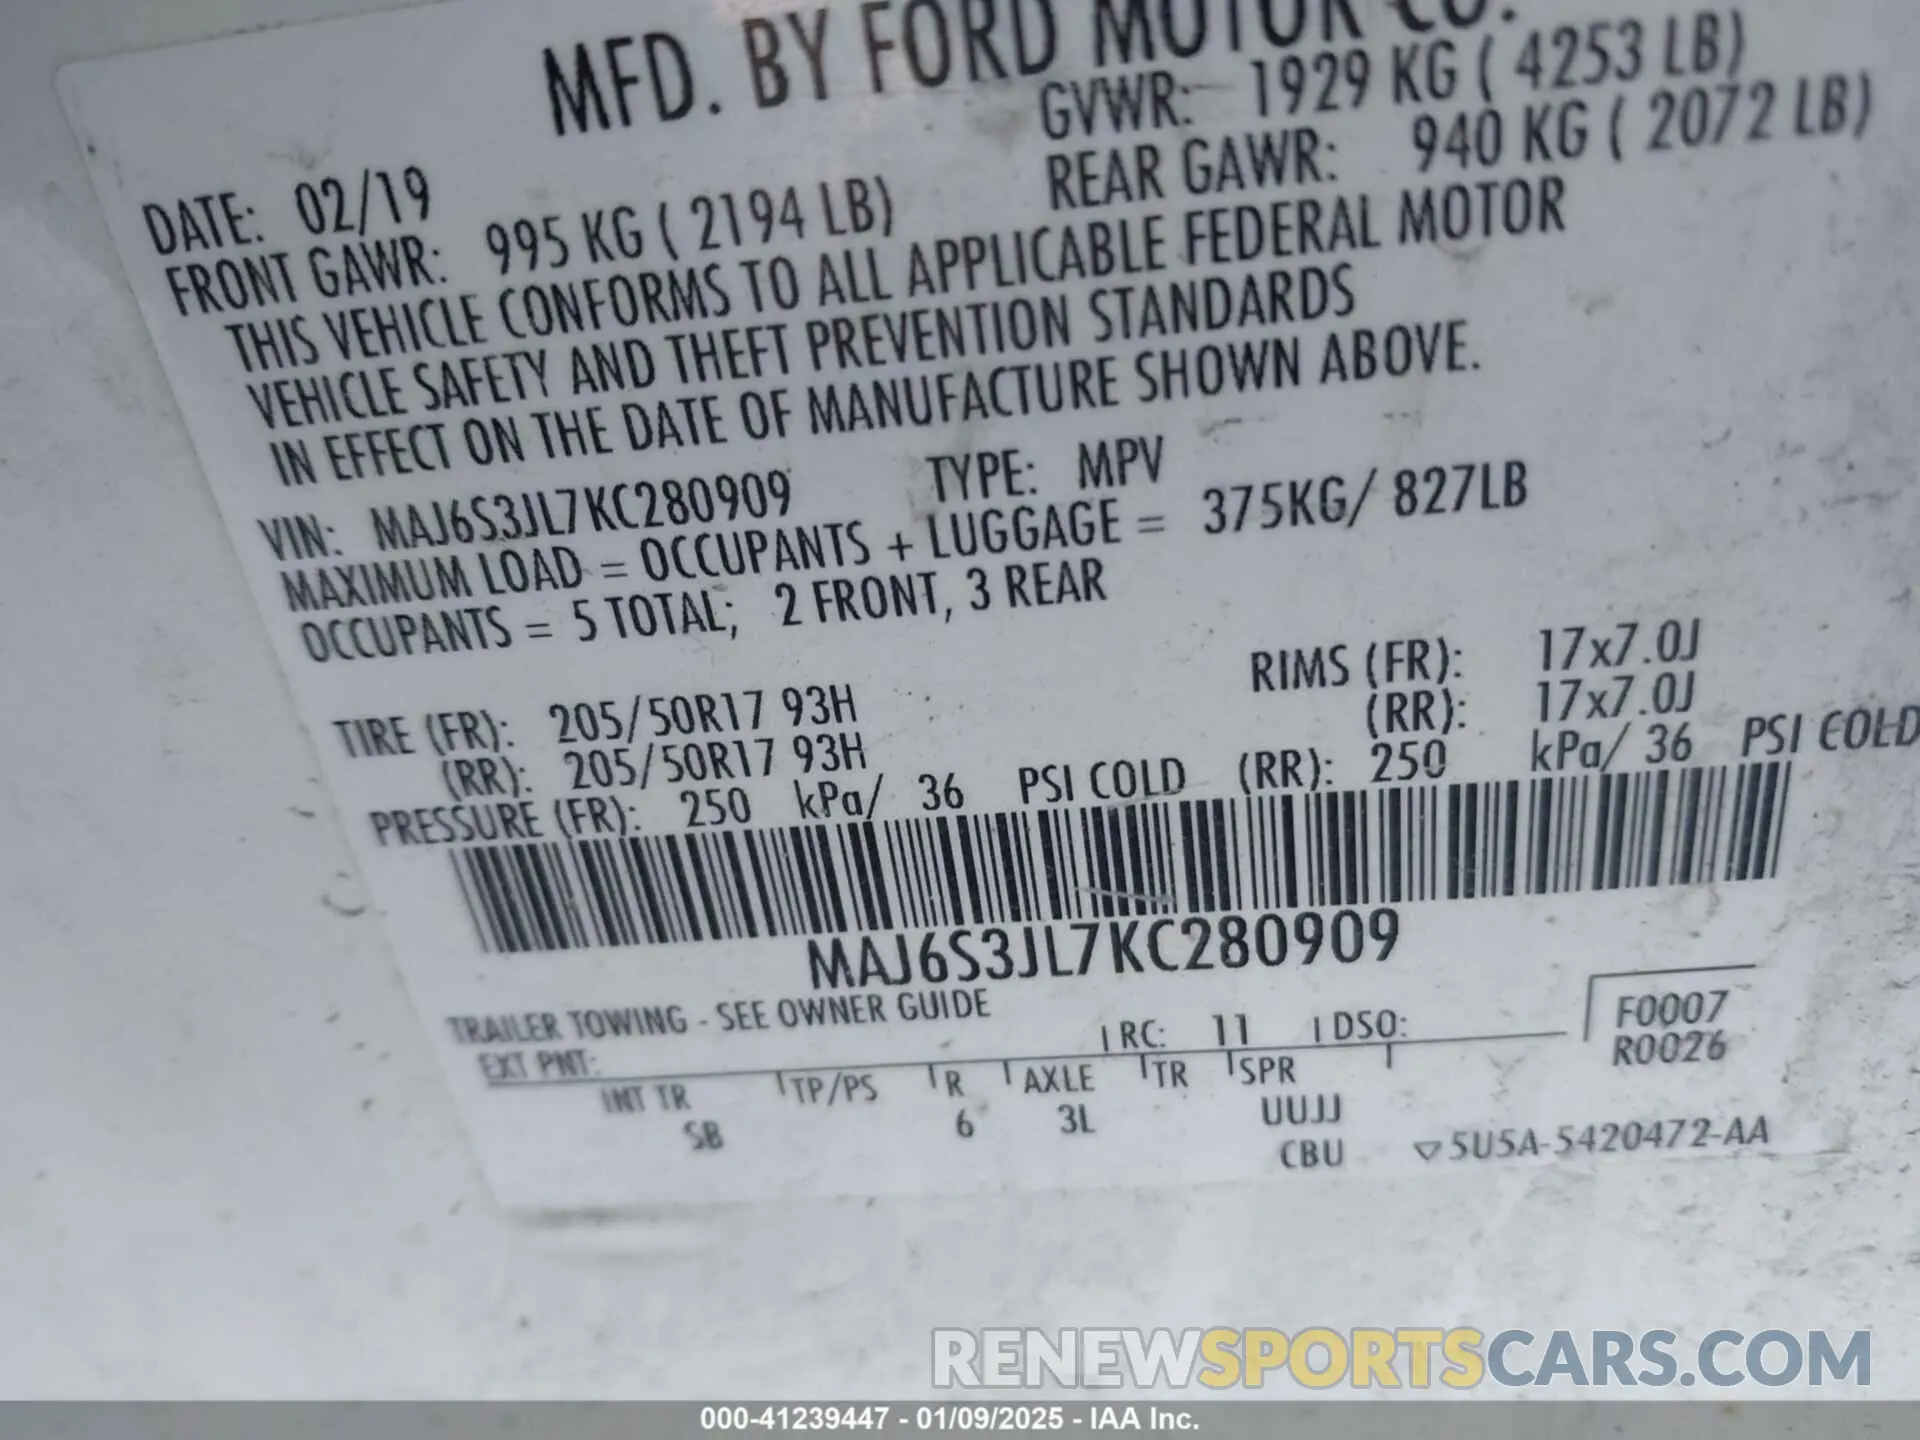 MFD. BY FORD MOTOR CO.
DATE: 02/19 GVWR: 1929 KG ( 4253 LB)
FRONT GAWR: 995 KG ( 2194 LB) REAR GAWR: 940 KG ( 2072 LB)
THIS VEHICLE CONFORMS TO ALL APPLICABLE FEDERAL MOTOR
VEHICLE SAFETY AND THEFT PREVENTION STANDARDS
IN EFFECT ON THE DATE OF MANUFACTURE SHOWN ABOVE.
VIN: MAJ6S3JL7KC280909 TYPE: MPV
MAXIMUM LOAD = OCCUPANTS + LUGGAGE = 375KG/ 827LB
OCCUPANTS = 5 TOTAL; 2 FRONT, 3 REAR
TIRE (FR): 205/50R17 93H RIMS (FR): 17x7.0J
(RR): 205/50R17 93H (RR): 17x7.0J
PRESSURE (FR): 250 kPa/ 36 PSI COLD (RR): 250 kPa/ 36 PSI COLD
MAJ6S3JL7KC280909
TRAILER TOWING - SEE OWNER GUIDE
EXT PNT: RC: 11 DSO: F0007
R0026
INT TR TP/PS R AXLE TR SPR
SB 6 3L UUJJ
CBU ▽5U5A-5420472-AA
RENEWSPORTSCARS.COM
000-41239447 - 01/09/2025 - IAA Inc.